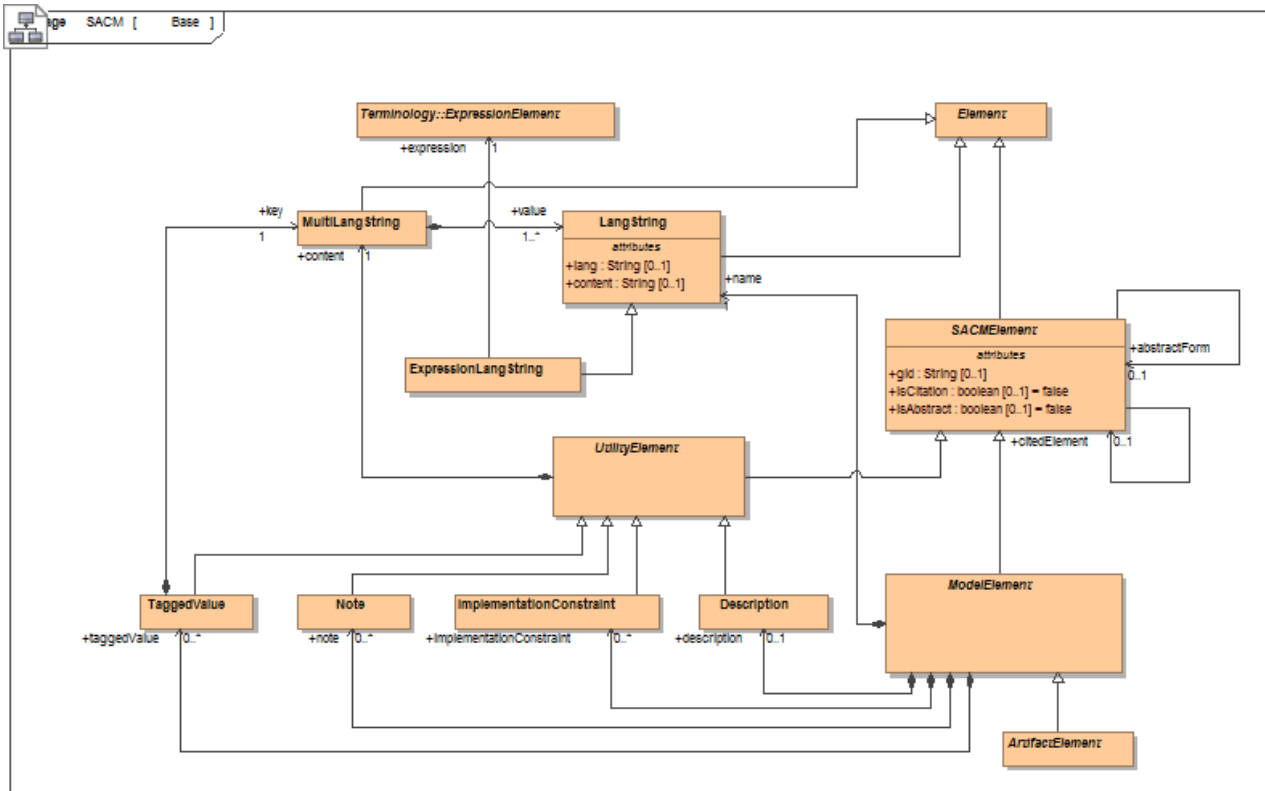 age SACM [ Base ]
Terminology::ExpressionElement
Element
+expression 1
+key
1
MultiLangString
+content 1
+value
1..*
LangString
attributes
+lang : String [0..1]
+content : String [0..1]
+name
1
SACMElement
attributes
+gid : String [0..1]
+isCitation : boolean [0..1] = false
+isAbstract : boolean [0..1] = false
+abstractForm
0..1
+citedElement 0..1
ExpressionLangString
UtilityElement
ModelElement
TaggedValue
+taggedValue 0..*
Note
+note 0..*
ImplementationConstraint
+implementationConstraint 0..*
Description
+description 0..1
ArtifactElement